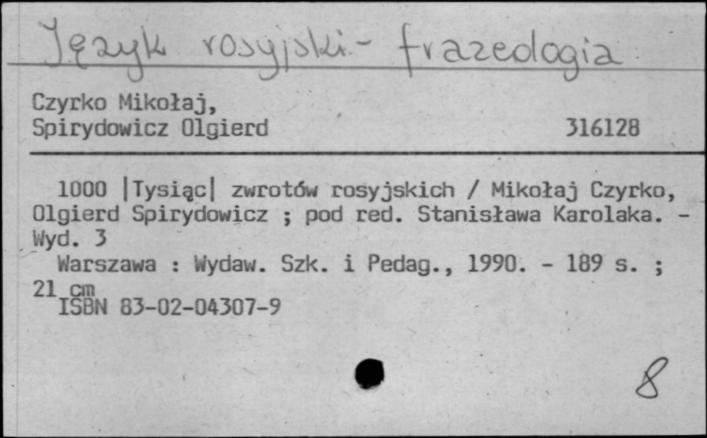 Język rosyjski - frazeologia
Czyrko Mikołaj,
Spirydowicz Olgierd 316128
1000 |Tysiąc| zwrotów rosyjskich / Mikołaj Czyrko,
Olgierd Spirydowicz ; pod red. Stanisława Karolaka. -
Wyd. 3
Warszawa : Wydaw. Szk. i Pedag., 1990. - 189 s. ;
21 cm
ISBN 83-02-04307-9
8